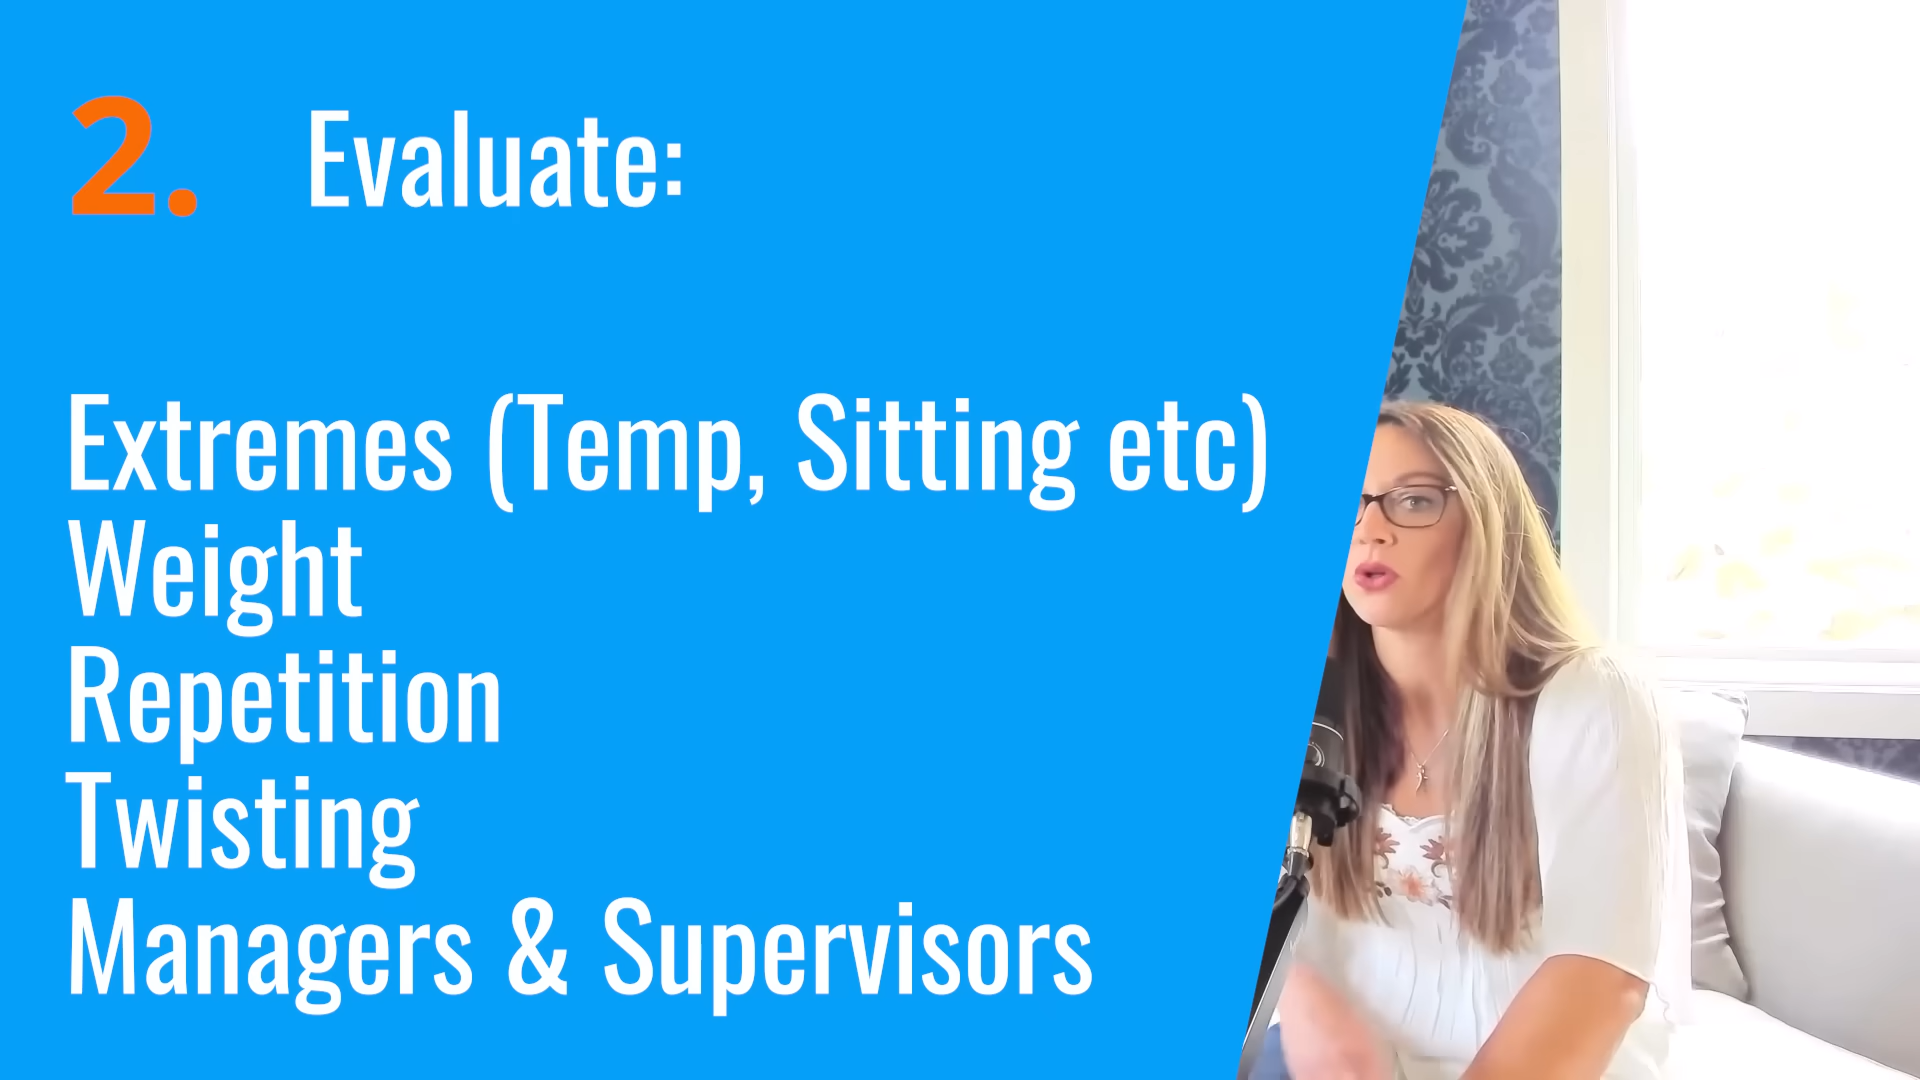 2. Evaluate:
Extremes (Temp, Sitting etc)
Weight
Repetition
Twisting
Managers & Supervisors